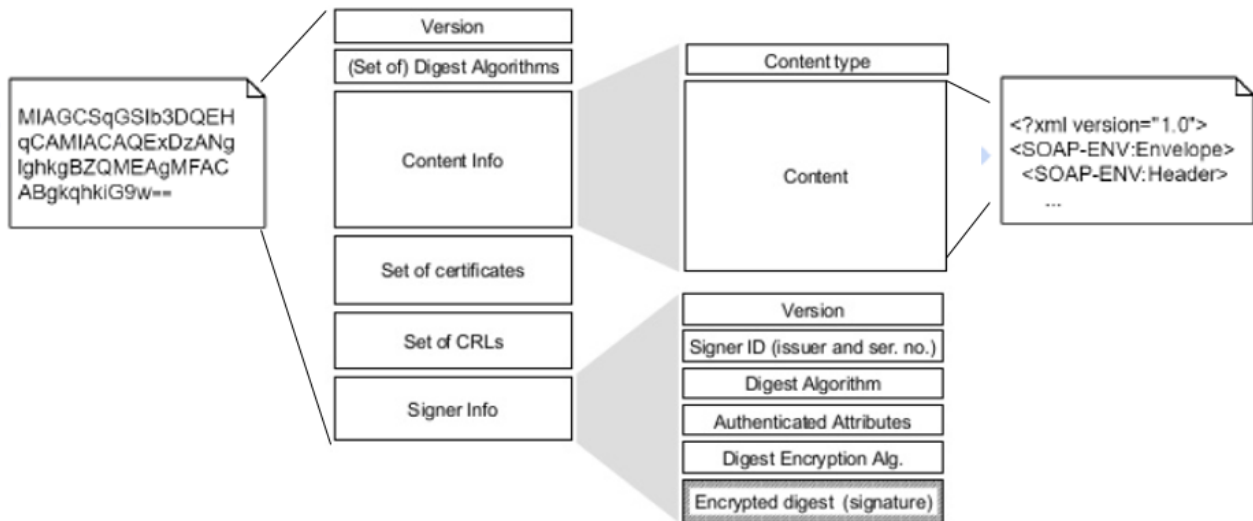 MIAGCSqGSIb3DQEH
qCAMIACAQExDzANg
lghkgBZQMEAgMFAC
ABgkqhkiG9w==
Version
(Set of) Digest Algorithms
Content Info
Set of certificates
Set of CRLs
Signer Info
Content type
Content
<?xml version="1.0">
<SOAP-ENV:Envelope>
<SOAP-ENV:Header>
...
Version
Signer ID (issuer and ser. no.)
Digest Algorithm
Authenticated Attributes
Digest Encryption Alg.
Encrypted digest (signature)